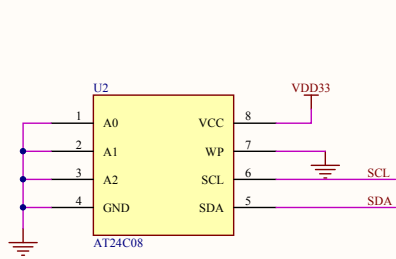 U2
VDD33
1 A0 VCC 8
2 A1 WP 7
3 A2 SCL 6 SCL
4 GND SDA 5 SDA
AT24C08